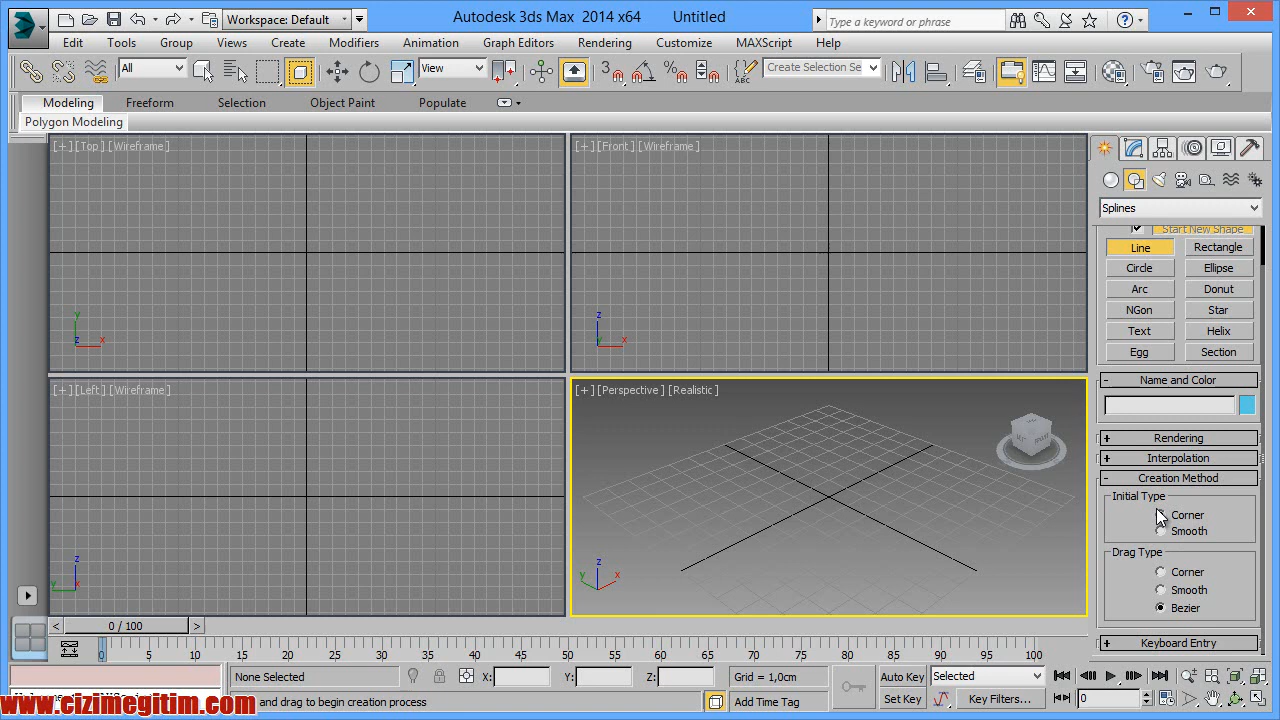 Workspace: Default
Autodesk 3ds Max 2014 x64 Untitled
Type a keyword or phrase
Edit Tools Group Views Create Modifiers Animation Graph Editors Rendering Customize MAXScript Help
All
View
3
Create Selection Se
Modeling Freeform Selection Object Paint Populate
Polygon Modeling
[+][Top][Wireframe]
[+][Front][Wireframe]
y
z
x
z
x
[+][Left][Wireframe]
[+][Perspective][Realistic]
z
y
x
z
y
x
Splines
Start New Shape
Line Rectangle
Circle Ellipse
Arc Donut
NGon Star
Text Helix
Egg Section
- Name and Color
+ Rendering
+ Interpolation
- Creation Method
Initial Type
Corner
Smooth
Drag Type
Corner
Smooth
Bezier
+ Keyboard Entry
< 0 / 100 >
0 5 10 15 20 25 30 35 40 45 50 55 60 65 70 75 80 85 90 95 100
None Selected
X: Y: Z:
Grid = 1,0cm
Auto Key
Selected
and drag to begin creation process
Add Time Tag
Set Key
Key Filters...
0
www.cizimegitim.com